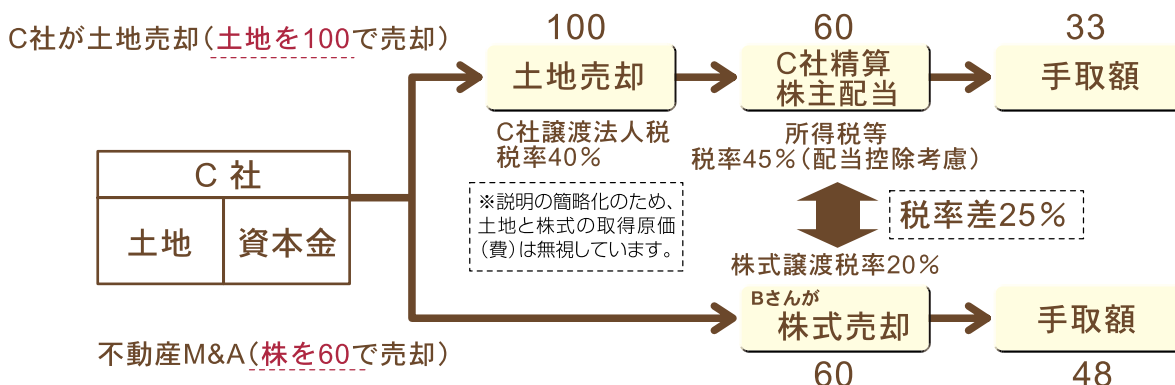 C社が土地売却（土地を100で売却）
100
土地売却
C社譲渡法人税
税率40%
60
C社精算
株主配当
所得税等
税率45%（配当控除考慮）
33
手取額
C 社
土地
資本金
※説明の簡略化のため、
土地と株式の取得原価
（費）は無視しています。
税率差25%
株式譲渡税率20%
Bさんが
株式売却
60
手取額
48
不動産M&A（株を60で売却）